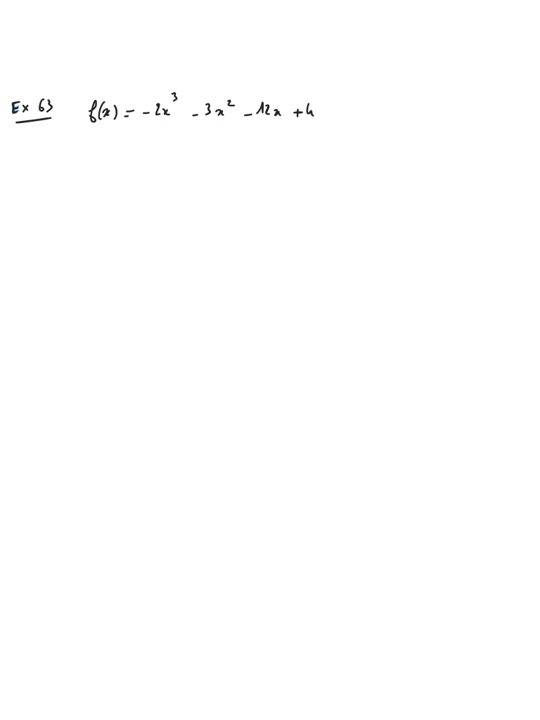 Ex 63 f(x) = -2x³ - 3x² - 12x + 4